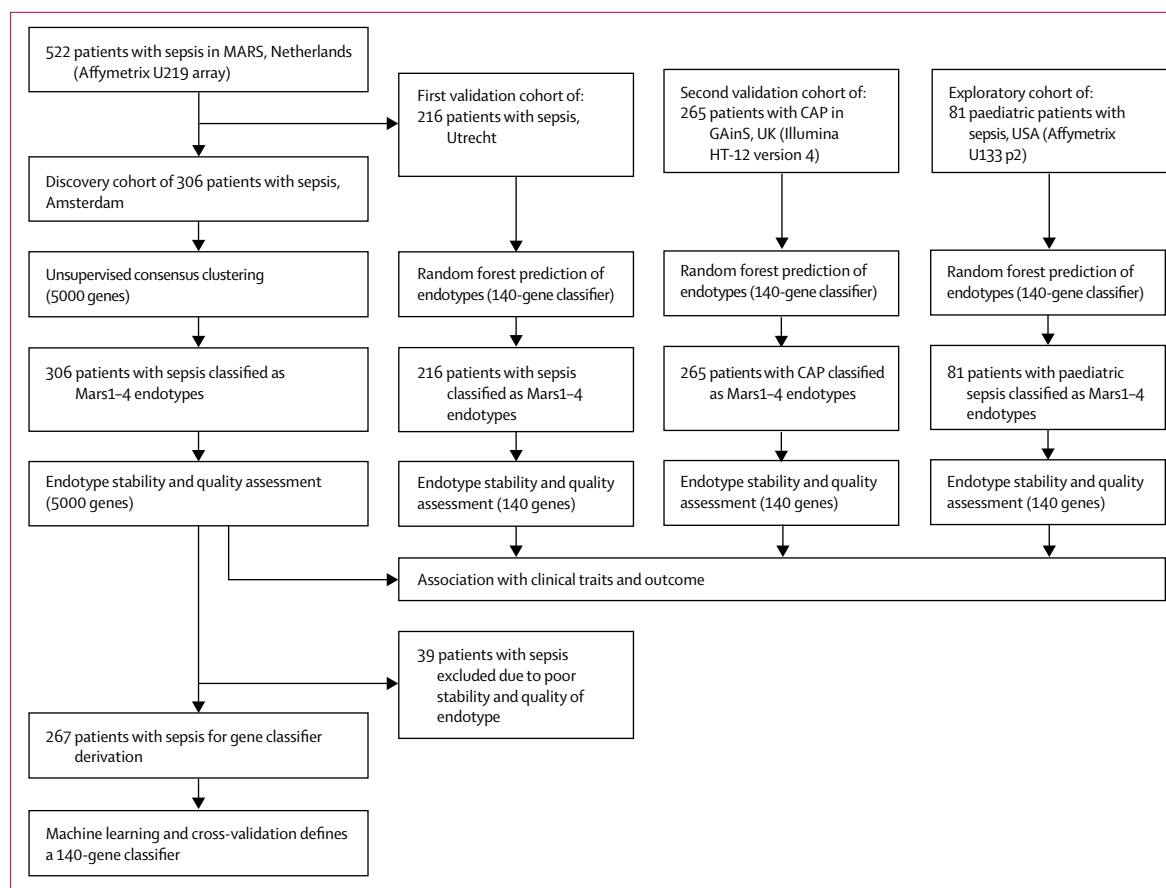 522 patients with sepsis in MARS, Netherlands
(Affymetrix U219 array)
First validation cohort of:
216 patients with sepsis,
Utrecht
Second validation cohort of:
265 patients with CAP in
GAinS, UK (Illumina
HT-12 version 4)
Exploratory cohort of:
81 paediatric patients with
sepsis, USA (Affymetrix
U133 p2)
Discovery cohort of 306 patients with sepsis,
Amsterdam
Unsupervised consensus clustering
(5000 genes)
Random forest prediction of
endotypes (140-gene classifier)
Random forest prediction of
endotypes (140-gene classifier)
Random forest prediction of
endotypes (140-gene classifier)
306 patients with sepsis classified as
Mars1–4 endotypes
216 patients with sepsis
classified as Mars1–4
endotypes
265 patients with CAP classified
as Mars1–4 endotypes
81 patients with paediatric
sepsis classified as Mars1–4
endotypes
Endotype stability and quality assessment
(5000 genes)
Endotype stability and quality
assessment (140 genes)
Endotype stability and quality
assessment (140 genes)
Endotype stability and quality
assessment (140 genes)
Association with clinical traits and outcome
39 patients with sepsis
excluded due to poor
stability and quality of
endotype
267 patients with sepsis for gene classifier
derivation
Machine learning and cross-validation defines
a 140-gene classifier